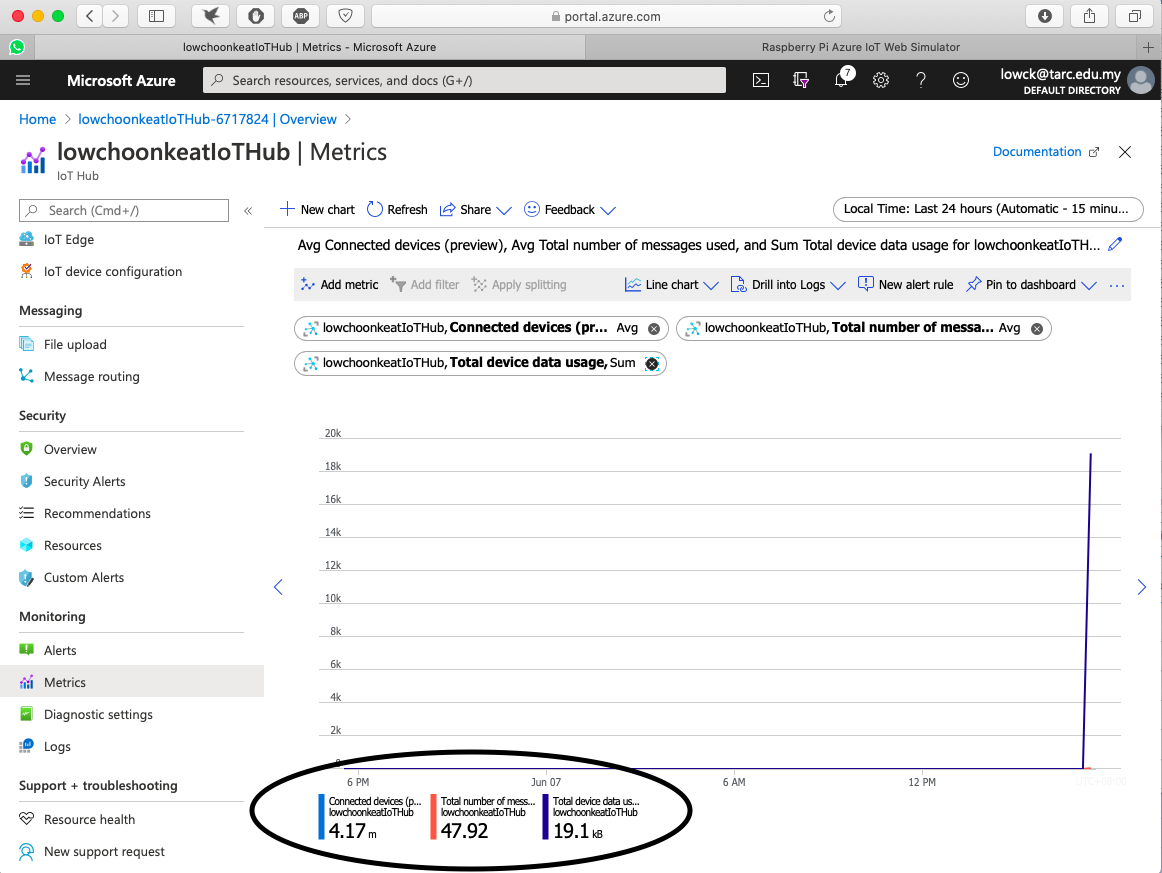 portal.azure.com
lowchoonkeatIoTHub | Metrics - Microsoft Azure
Raspberry Pi Azure IoT Web Simulator
Microsoft Azure
Search resources, services, and docs (G+/)
7
lowck@tarc.edu.my
DEFAULT DIRECTORY
ABP
Home > lowchoonkeatIoTHub-6717824 | Overview >
lowchoonkeatIoTHub | Metrics
IoT Hub
Documentation
Search (Cmd+/)
«
IoT Edge
IoT device configuration
Messaging
File upload
Message routing
Security
Overview
Security Alerts
Recommendations
Resources
Custom Alerts
Monitoring
Alerts
Metrics
Diagnostic settings
Logs
Support + troubleshooting
Resource health
New support request
New chart Refresh Share Feedback
Local Time: Last 24 hours (Automatic - 15 minu...
Avg Connected devices (preview), Avg Total number of messages used, and Sum Total device data usage for lowchoonkeatIoTH...
Add metric Add filter Apply splitting Line chart Drill into Logs New alert rule Pin to dashboard ...
lowchoonkeatIoTHub, Connected devices (pr... Avg
lowchoonkeatIoTHub, Total number of messa... Avg
lowchoonkeatIoTHub, Total device data usage, Sum
20k
18k
16k
14k
12k
10k
8k
6k
4k
2k
0
6 PM Jun 07 6 AM 12 PM UTC+08:00
Connected devices (p...
lowchoonkeatIoTHub
4.17 m
Total number of mess...
lowchoonkeatIoTHub
47.92
Total device data us...
lowchoonkeatIoTHub
19.1 kB